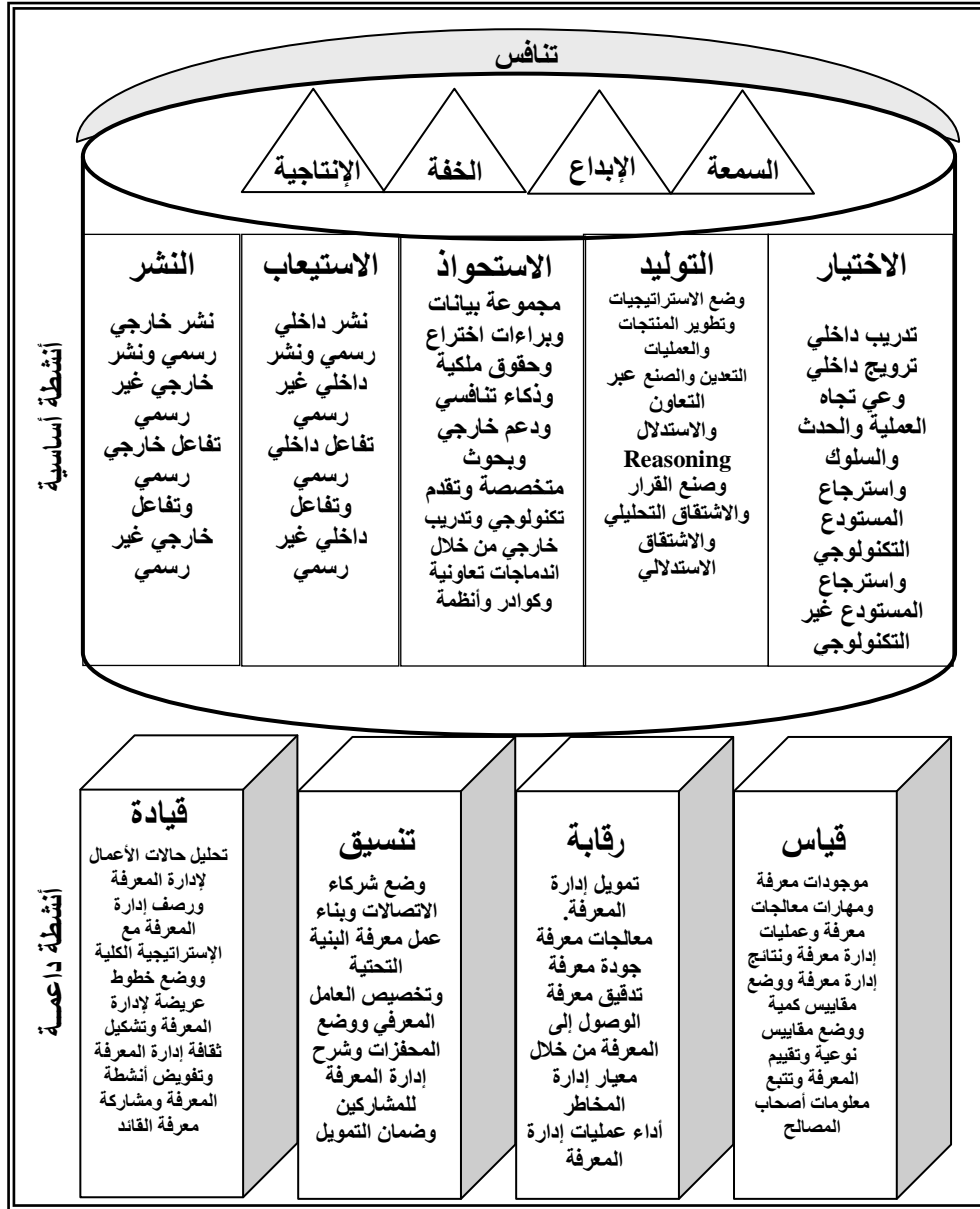 تنافس
السمعة
الإبداع
الخفة
الإنتاجية
أنشطة أساسية
الاختيار
تدريب داخلي
ترويج داخلي
وعي تجاه
العملية والحدث
والسلوك
واسترجاع
المستودع
التكنولوجي
واسترجاع
المستودع غير
التكنولوجي
التوليد
وضع الاستراتيجيات
وتطوير المنتجات
والعمليات
التعدين والصنع عبر
التعاون
والاستدلال
Reasoning
وصنع القرار
والاشتقاق التحليلي
والاشتقاق
الاستدلالي
الاستحواذ
مجموعة بيانات
وبراءات اختراع
وحقوق ملكية
وذكاء تنافسي
ودعم خارجي
وبحوث
متخصصة وتقدم
تكنولوجي وتدريب
خارجي من خلال
اندماجات تعاونية
وكوادر وأنظمة
الاستيعاب
نشر داخلي
رسمي ونشر
داخلي غير
رسمي
تفاعل داخلي
رسمي
وتفاعل
داخلي غير
رسمي
النشر
نشر خارجي
رسمي ونشر
خارجي غير
رسمي
تفاعل خارجي
رسمي
وتفاعل
خارجي غير
رسمي
أنشطة داعمـــة
قياس
موجودات معرفة
ومهارات معالجات
معرفة وعمليات
إدارة معرفة ونتائج
إدارة معرفة ووضع
مقاييس كمية
ووضع مقاييس
نوعية وتقييم
المعرفة وتتبع
معلومات أصحاب
المصالح
رقابة
تمويل إدارة
المعرفة.
معالجات معرفة
جودة معرفة
تدقيق معرفة
الوصول إلى
المعرفة من خلال
معيار إدارة
المخاطر
أداء عمليات إدارة
المعرفة
تنسيق
وضع شركاء
الاتصالات وبناء
عمل معرفة البنية
التحتية
وتخصيص العامل
المعرفي ووضع
المحفزات وشرح
إدارة المعرفة
للمشاركين
وضمان التمويل
قيادة
تحليل حالات الأعمال
لإدارة المعرفة
ورصف إدارة
المعرفة مع
الإستراتيجية الكلية
ووضع خطوط
عريضة لإدارة
المعرفة وتشكيل
ثقافة إدارة المعرفة
وتفويض أنشطة
المعرفة ومشاركة
معرفة القائد